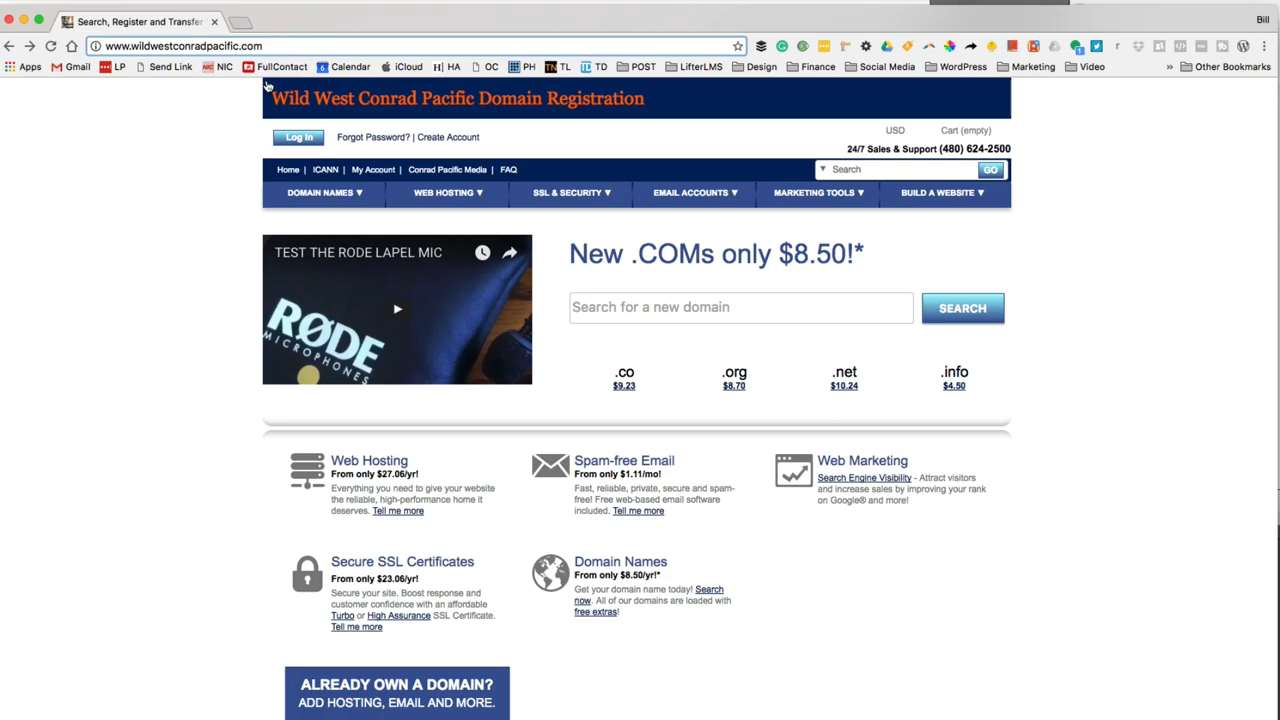 Search, Register and Transfer
Bill
www.wildwestconradpacific.com
Apps Gmail LP Send Link NIC FullContact Calendar iCloud HA OC PH TL TD POST LifterLMS Design Finance Social Media WordPress Marketing Video » Other Bookmarks
Wild West Conrad Pacific Domain Registration
Log In Forgot Password? | Create Account
USD Cart (empty)
24/7 Sales & Support (480) 624-2500
Home | ICANN | My Account | Conrad Pacific Media | FAQ
Search GO
DOMAIN NAMES ▼ WEB HOSTING ▼ SSL & SECURITY ▼ EMAIL ACCOUNTS ▼ MARKETING TOOLS ▼ BUILD A WEBSITE ▼
TEST THE RODE LAPEL MIC
RØDE
MICROPHONES
New .COMs only $8.50!*
Search for a new domain SEARCH
.co .org .net .info
$9.23 $8.70 $10.24 $4.50
Web Hosting
From only $27.06/yr!
Everything you need to give your website
the reliable, high-performance home it
deserves. Tell me more
Spam-free Email
From only $1.11/mo!
Fast, reliable, private, secure and spam-
free! Free web-based email software
included. Tell me more
Web Marketing
Search Engine Visibility - Attract visitors
and increase sales by improving your rank
on Google® and more!
Secure SSL Certificates
From only $23.06/yr!
Secure your site. Boost response and
customer confidence with an affordable
Turbo or High Assurance SSL Certificate.
Tell me more
Domain Names
From only $8.50/yr!*
Get your domain name today! Search
now. All of our domains are loaded with
free extras!
ALREADY OWN A DOMAIN?
ADD HOSTING, EMAIL AND MORE.